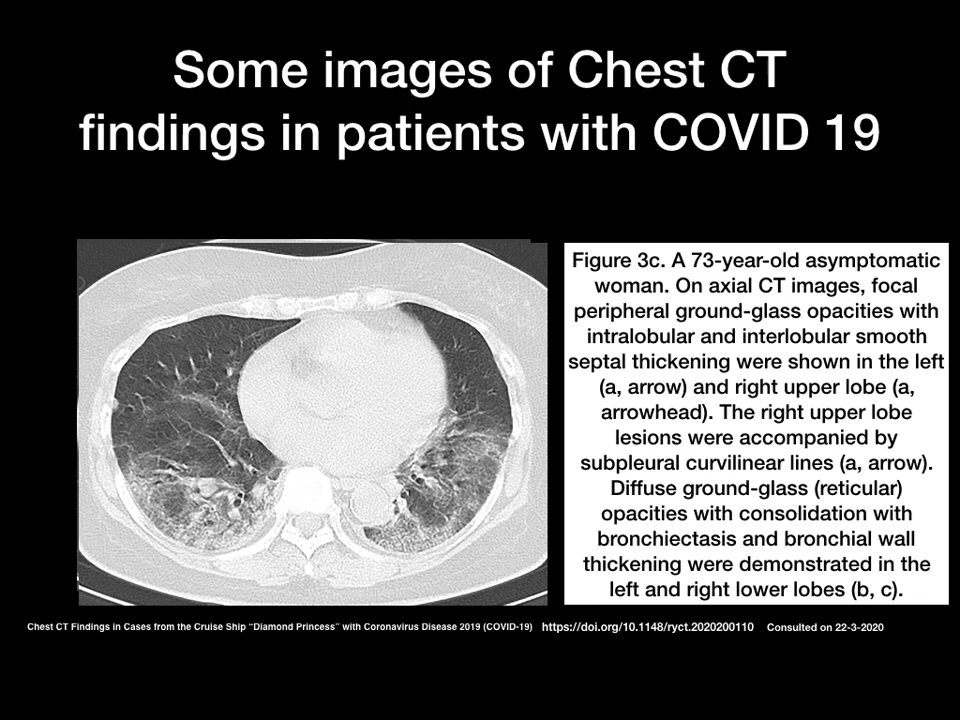 Some images of Chest CT
findings in patients with COVID 19
Figure 3c. A 73-year-old asymptomatic
woman. On axial CT images, focal
peripheral ground-glass opacities with
intralobular and interlobular smooth
septal thickening were shown in the left
(a, arrow) and right upper lobe (a,
arrowhead). The right upper lobe
lesions were accompanied by
subpleural curvilinear lines (a, arrow).
Diffuse ground-glass (reticular)
opacities with consolidation with
bronchiectasis and bronchial wall
thickening were demonstrated in the
left and right lower lobes (b, c).
Chest CT Findings in Cases from the Cruise Ship “Diamond Princess” with Coronavirus Disease 2019 (COVID-19) https://doi.org/10.1148/ryct.2020200110 Consulted on 22-3-2020